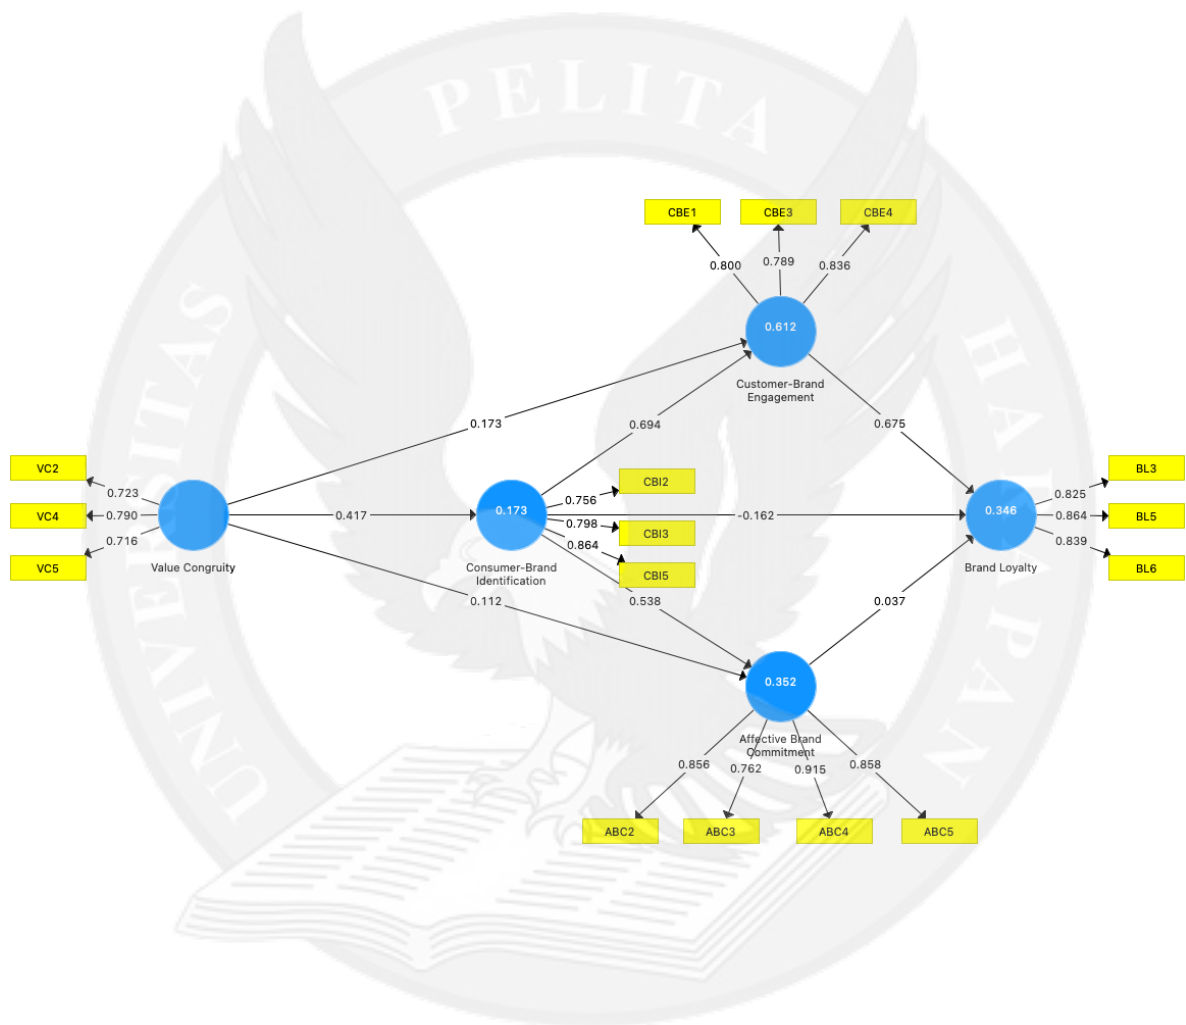 UNIVERSITAS PELITA HARAPAN
CBE1
CBE3
CBE4
0.800
0.789
0.836
0.612
Customer-Brand
Engagement
0.173
0.694
0.675
VC2
VC4
VC5
0.723
0.790
0.716
Value Congruity
0.417
0.173
Consumer-Brand
Identification
0.756
0.798
0.864
CBI2
CBI3
CBI5
-0.162
0.346
Brand Loyalty
0.825
0.864
0.839
BL3
BL5
BL6
0.112
0.538
0.037
0.352
Affective Brand
Commitment
0.856
0.762
0.915
0.858
ABC2
ABC3
ABC4
ABC5